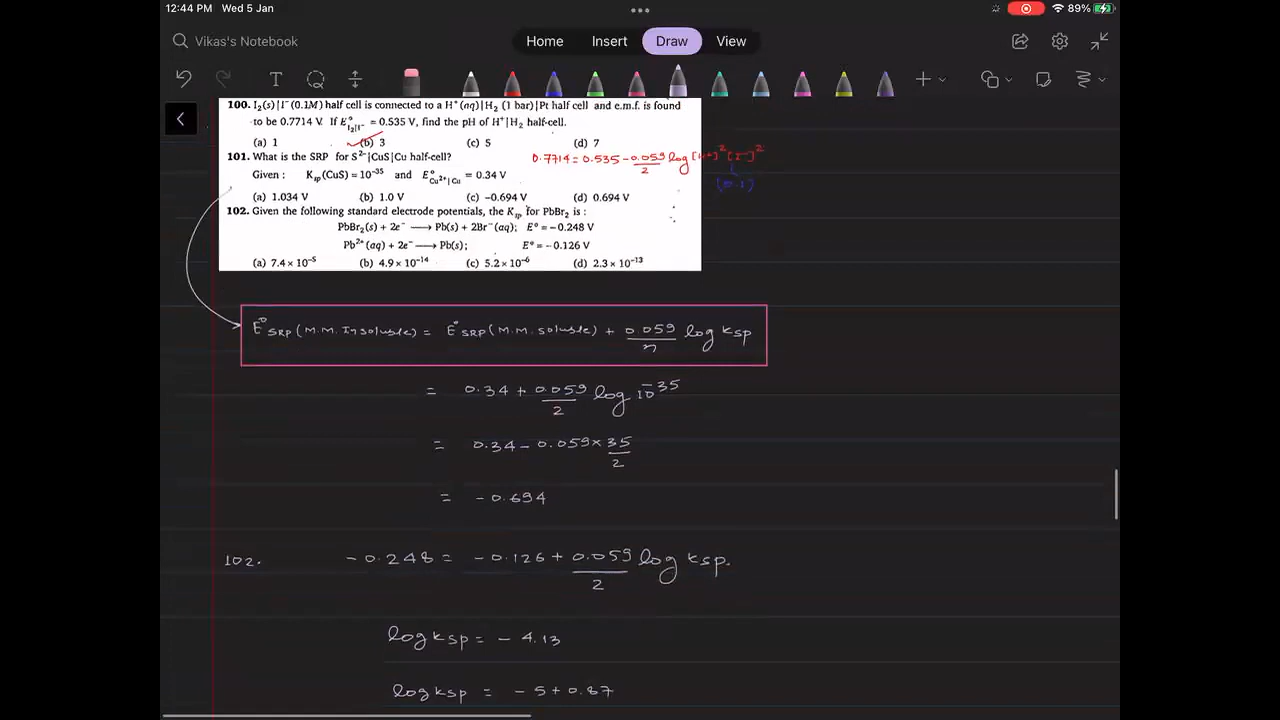 12:44 PM Wed 5 Jan
89%
Vikas's Notebook
Home Insert Draw View
100. I₂(s)|I⁻(0.1M) half cell is connected to a H⁺(aq)|H₂ (1 bar)|Pt half cell and e.m.f. is found
to be 0.7714 V. If E°I₂|I⁻ = 0.535 V, find the pH of H⁺|H₂ half-cell.
(a) 1 (b) 3 (c) 5 (d) 7
101. What is the SRP for S²⁻|CuS|Cu half-cell?
0.7714 = 0.535 - 0.059/2 log [H+]² [I-]²
(0.1)
Given : Ksp(CuS) = 10⁻³⁵ and E°Cu²⁺|Cu = 0.34 V
(a) 1.034 V (b) 1.0 V (c) -0.694 V (d) 0.694 V
102. Given the following standard electrode potentials, the Ksp for PbBr₂ is :
PbBr₂(s) + 2e⁻ ⟶ Pb(s) + 2Br⁻(aq); E° = -0.248 V
Pb²⁺(aq) + 2e⁻ ⟶ Pb(s); E° = -0.126 V
(a) 7.4 × 10⁻⁵ (b) 4.9 × 10⁻¹⁴ (c) 5.2 × 10⁻⁶ (d) 2.3 × 10⁻¹³
E°SRP (M.M. Insoluble) = E°SRP (M.M. soluble) + 0.059/n log ksp
= 0.34 + 0.059/2 log 10⁻³⁵
= 0.34 - 0.059 × 35/2
= -0.694
102. -0.248 = -0.126 + 0.059/2 log ksp.
log ksp = - 4.13
log ksp = - 5 + 0.87